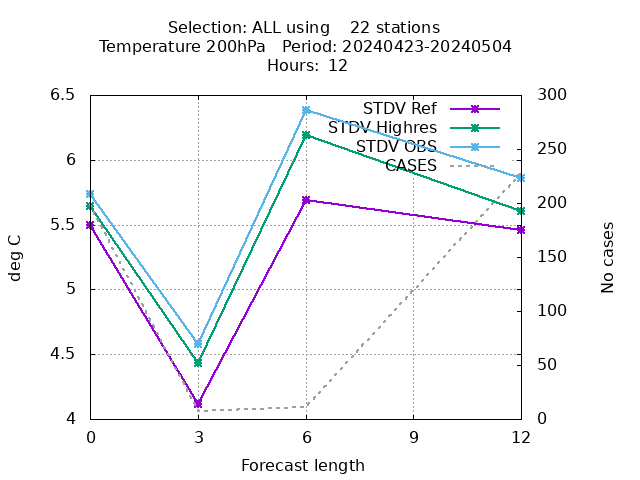 Selection: ALL using    22 stations
Temperature 200hPa   Period: 20240423-20240504
Hours:  12
STDV Ref
STDV Highres
STDV OBS
CASES
6.5
6
5.5
5
4.5
4
300
250
200
150
100
50
0
deg C
No cases
0 3 6 9 12
Forecast length